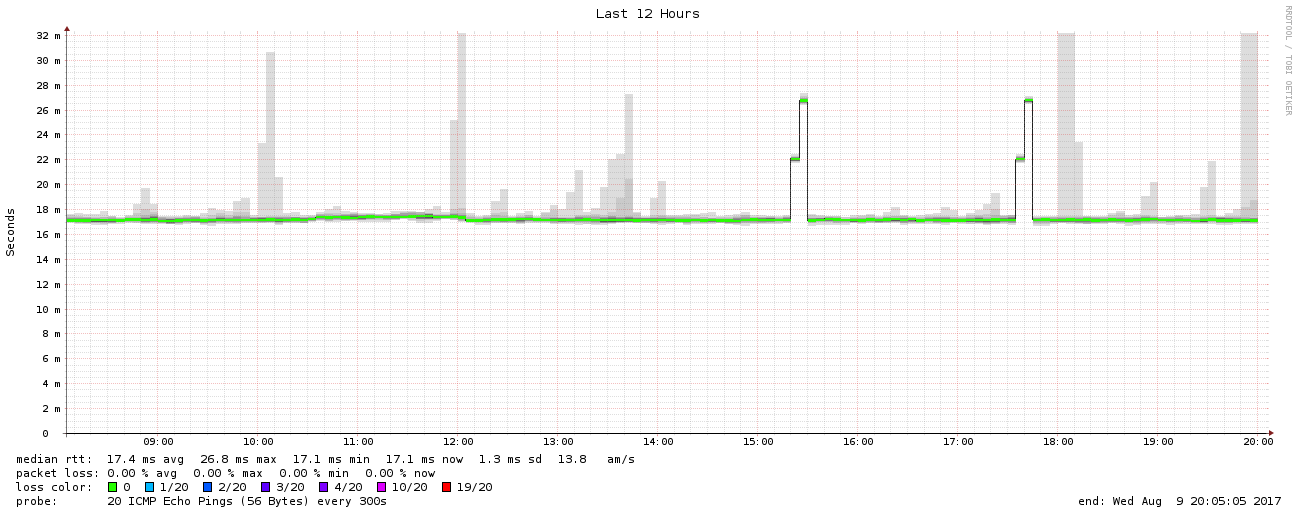 Last 12 Hours
RRDTOOL / TOBI OETIKER
Seconds
32 m
30 m
28 m
26 m
24 m
22 m
20 m
18 m
16 m
14 m
12 m
10 m
8 m
6 m
4 m
2 m
0
09:00 10:00 11:00 12:00 13:00 14:00 15:00 16:00 17:00 18:00 19:00 20:00
median rtt: 17.4 ms avg 26.8 ms max 17.1 ms min 17.1 ms now 1.3 ms sd 13.8 am/s
packet loss: 0.00 % avg 0.00 % max 0.00 % min 0.00 % now
loss color: 0 1/20 2/20 3/20 4/20 10/20 19/20
probe: 20 ICMP Echo Pings (56 Bytes) every 300s end: Wed Aug 9 20:05:05 2017